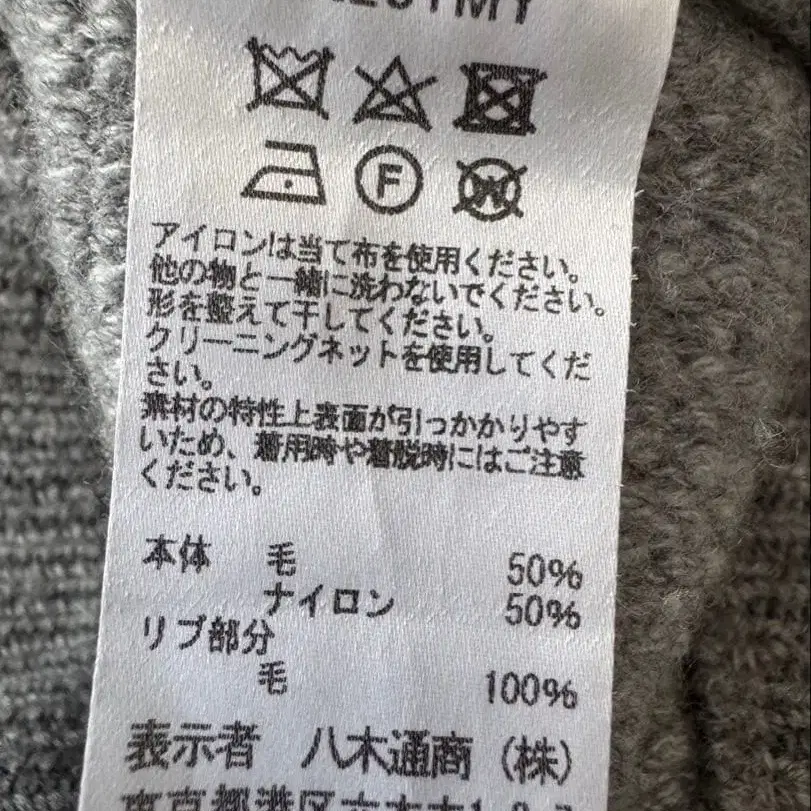 F
W
アイロンは当て布を使用ください。
他の物と一緒に洗わないでください。
形を整えて干してください。
クリーニングネットを使用してくだ
さい。
素材の特性上表面が引っかかりやす
いため、着用時や着脱時にはご注意
ください。
本体 毛 50%
ナイロン 50%
リブ部分
毛 100%
表示者 八木通商(株)